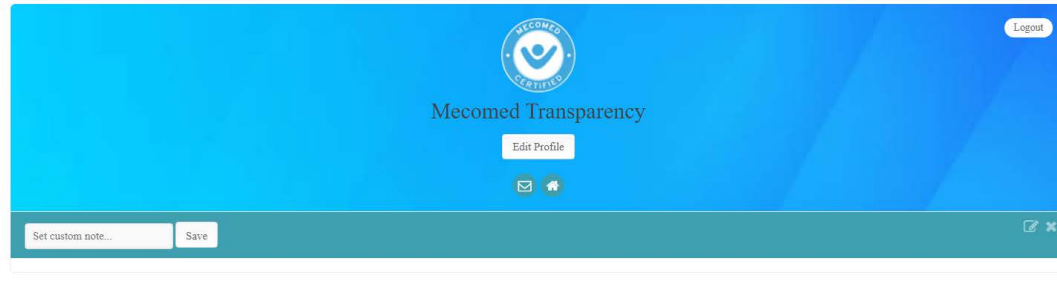 Logout
MECOMED
CERTIFIED
Mecomed Transparency
Edit Profile
Set custom note...
Save